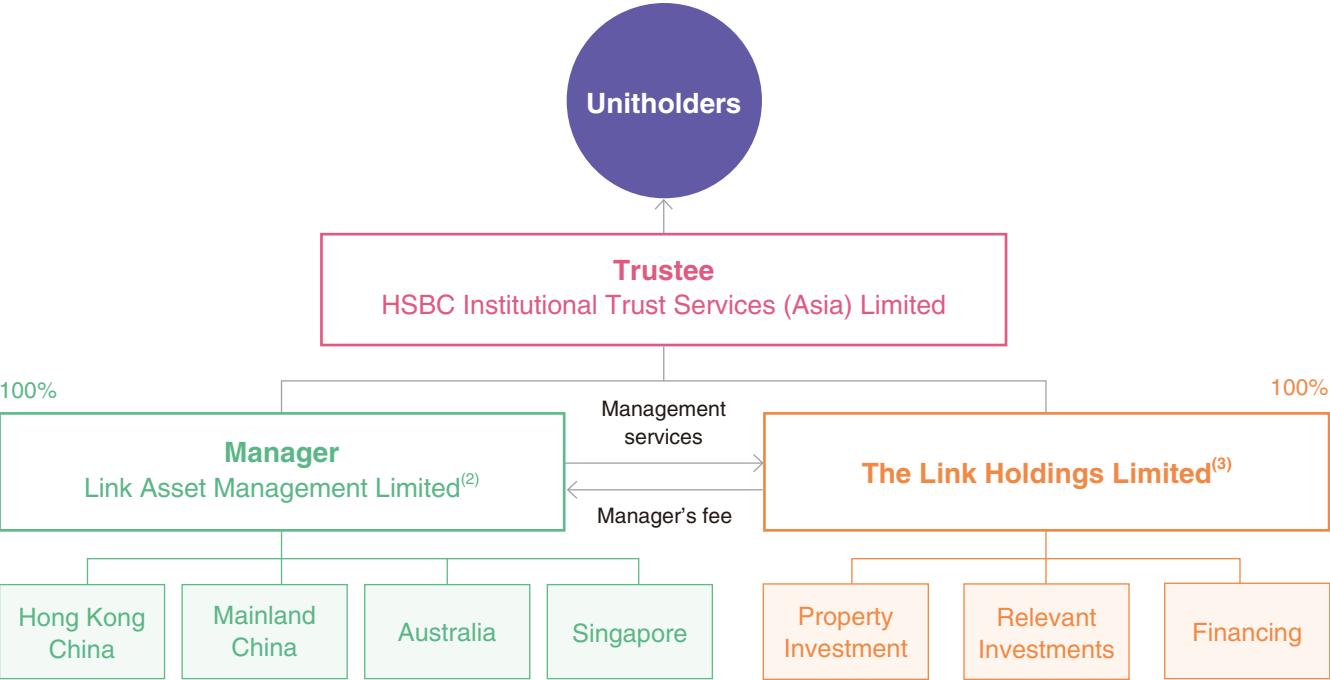 Unitholders
Trustee
HSBC Institutional Trust Services (Asia) Limited
100%
100%
Management
services
Manager
Link Asset Management Limited(2)
The Link Holdings Limited(3)
Manager's fee
Hong Kong
China
Mainland
China
Australia
Singapore
Property
Investment
Relevant
Investments
Financing